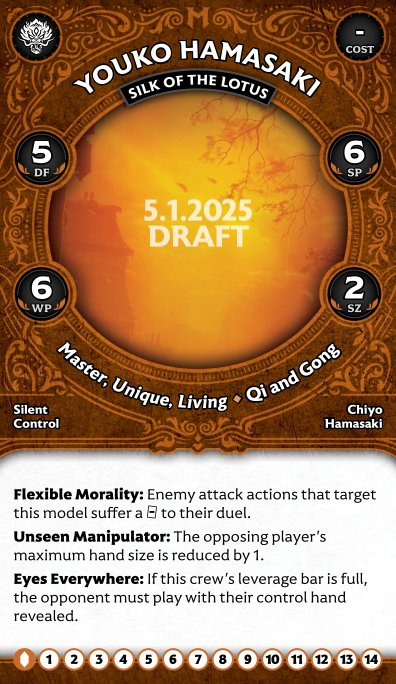 M
-
COST
YOUKO HAMASAKI
SILK OF THE LOTUS
5
DF
6
SP
5.1.2025
DRAFT
6
WP
2
SZ
Master, Unique, Living ♦ Qi and Gong
Silent
Control
Chiyo
Hamasaki
Flexible Morality: Enemy attack actions that target
this model suffer a to their duel.
Unseen Manipulator: The opposing player's
maximum hand size is reduced by 1.
Eyes Everywhere: If this crew's leverage bar is full,
the opponent must play with their control hand
revealed.
1 2 3 4 5 6 7 8 9 10 11 12 13 14